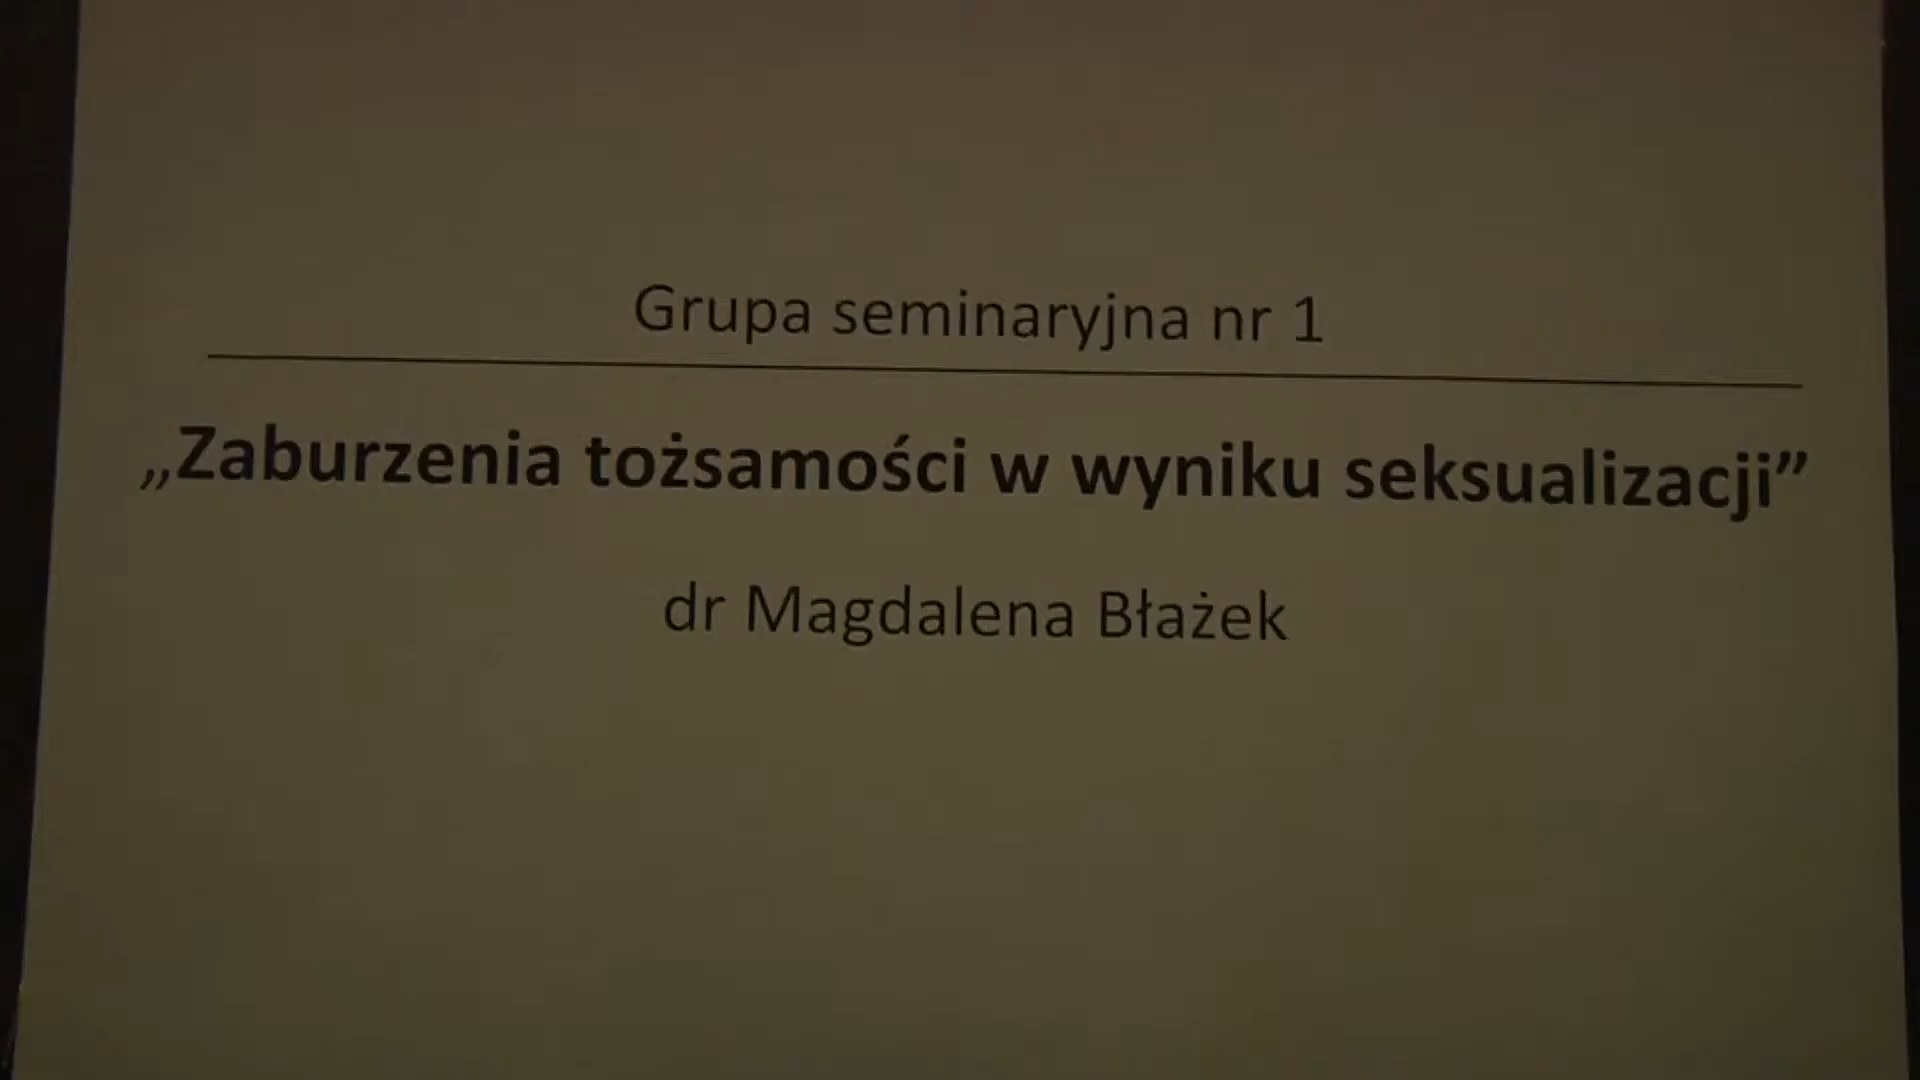 Grupa seminaryjna nr 1
„Zaburzenia tożsamości w wyniku seksualizacji”
dr Magdalena Błażek